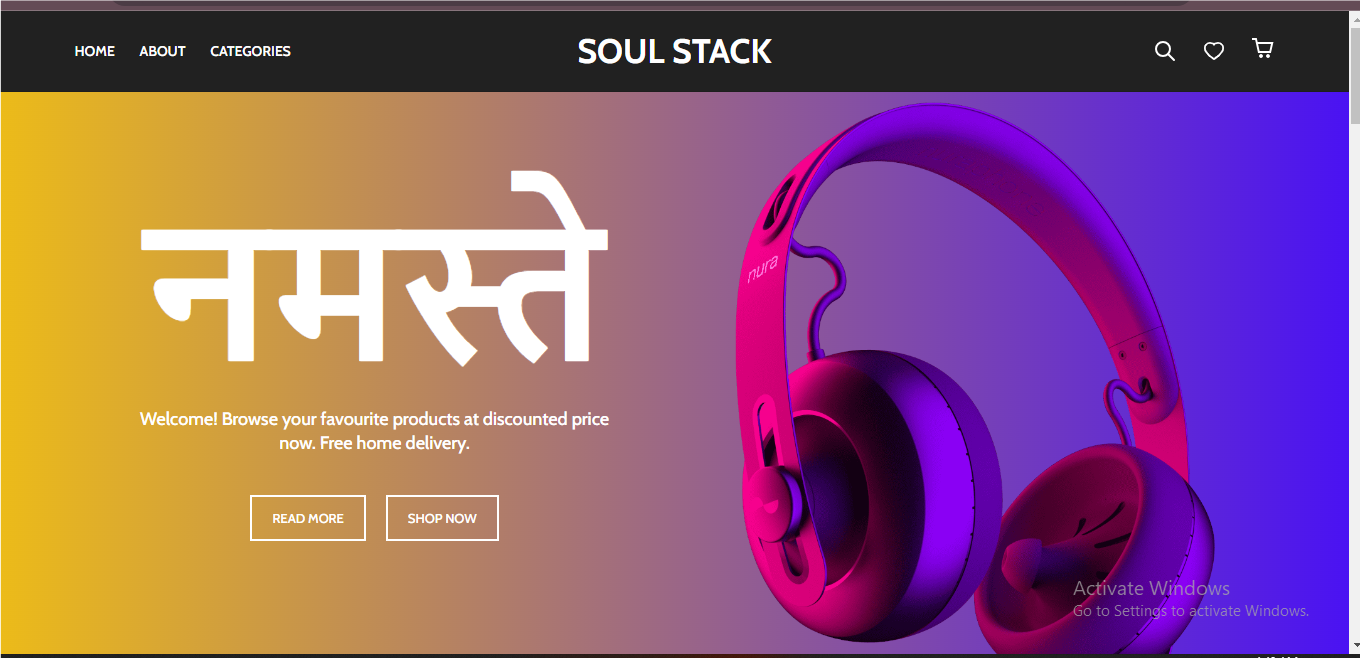 HOME ABOUT CATEGORIES SOUL STACK
नमस्ते
nura
Welcome! Browse your favourite products at discounted price
now. Free home delivery.
READ MORE SHOP NOW
Activate Windows
Go to Settings to activate Windows.